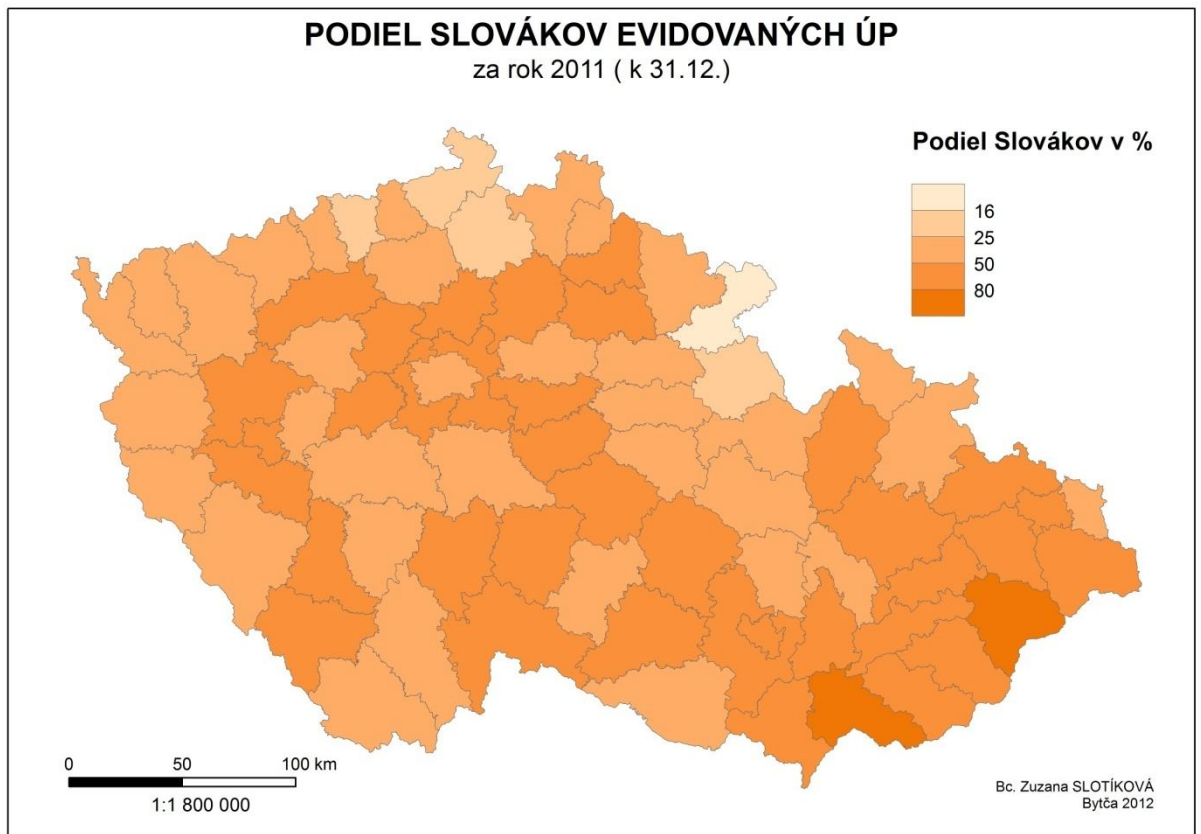 PODIEL SLOVÁKOV EVIDOVANÝCH ÚP
za rok 2011 ( k 31.12.)
Podiel Slovákov v %
16
25
50
80
0 50 100 km
1:1 800 000
Bc. Zuzana SLOTÍKOVÁ
Bytča 2012